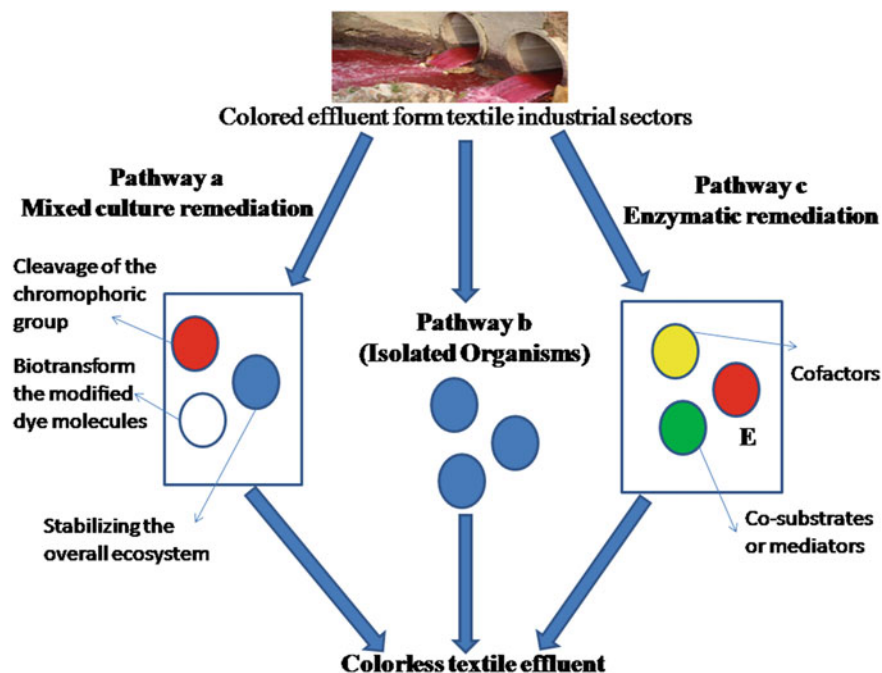 Colored effluent form textile industrial sectors
Pathway a
Mixed culture remediation
Pathway c
Enzymatic remediation
Cleavage of the
chromophoric
group
Biotransform
the modified
dye molecules
Stabilizing the
overall ecosystem
Pathway b
(Isolated Organisms)
Cofactors
E
Co-substrates
or mediators
Colorless textile effluent